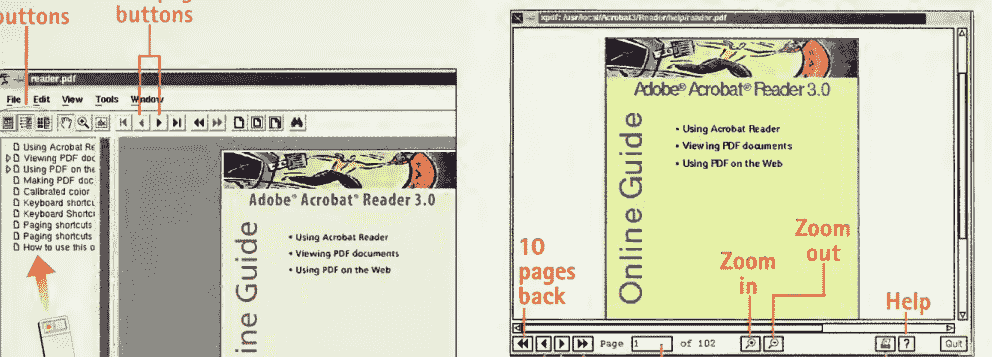 buttons
buttons
reader.pdf
File Edit View Tools Window
Using Acrobat Re
Viewing PDF doc
Using PDF on the
Making PDF doc
Calibrated color
Keyboard shortcu
Keyboard Shortcu
Paging shortcuts
Paging shortcuts
How to use this o
Adobe® Acrobat® Reader 3.0
ine Guide
• Using Acrobat Reader
• Viewing PDF documents
• Using PDF on the Web
xpdf: /usr/local/Acrobat3/Reader/help/reader.pdf
Adobe® Acrobat® Reader 3.0
Online Guide
• Using Acrobat Reader
• Viewing PDF documents
• Using PDF on the Web
10
pages
back
Zoom
in
Zoom
out
Help
Page 1 of 102
? Quit